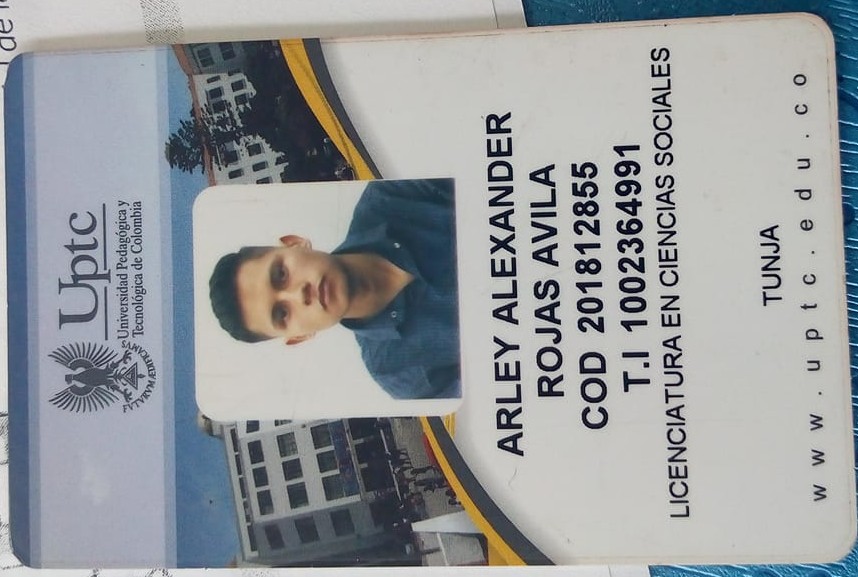 de l
Uptc
Universidad Pedagógica y
Tecnológica de Colombia
FVTVRVM ÆDIFICAMVS
ARLEY ALEXANDER
ROJAS AVILA
COD 201812855
T.I 1002364991
LICENCIATURA EN CIENCIAS SOCIALES
TUNJA
www.uptc.edu.co